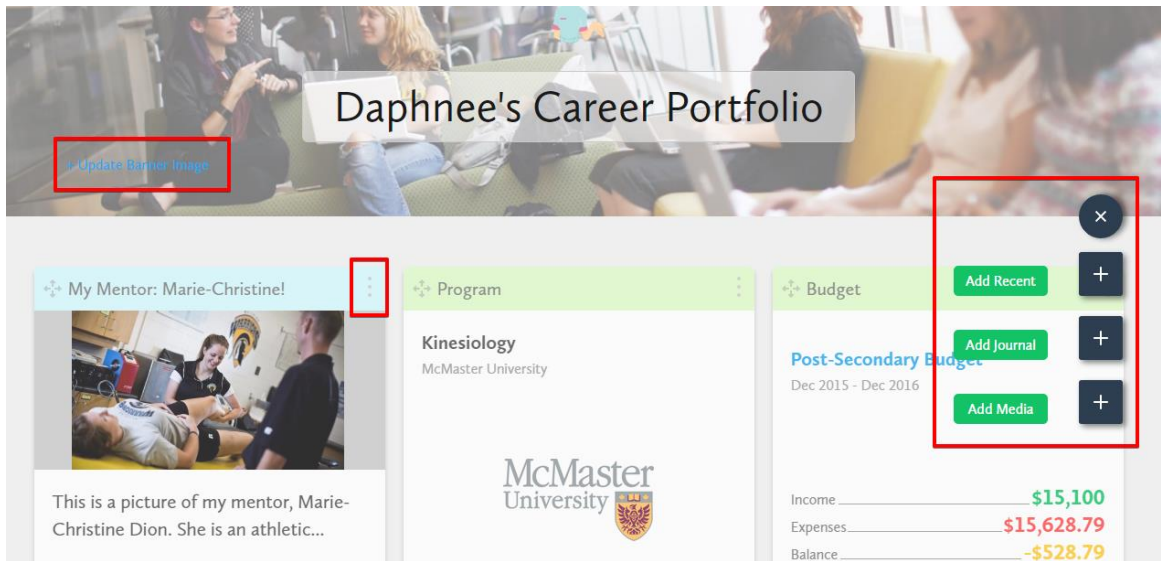 Daphnee's Career Portfolio
+ Update Banner Image
My Mentor: Marie-Christine!
This is a picture of my mentor, Marie-
Christine Dion. She is an athletic...
Program
Kinesiology
McMaster University
McMaster
University
Budget
Post-Secondary Budget
Dec 2015 - Dec 2016
Income $15,100
Expenses $15,628.79
Balance -$528.79
Add Recent
Add Journal
Add Media